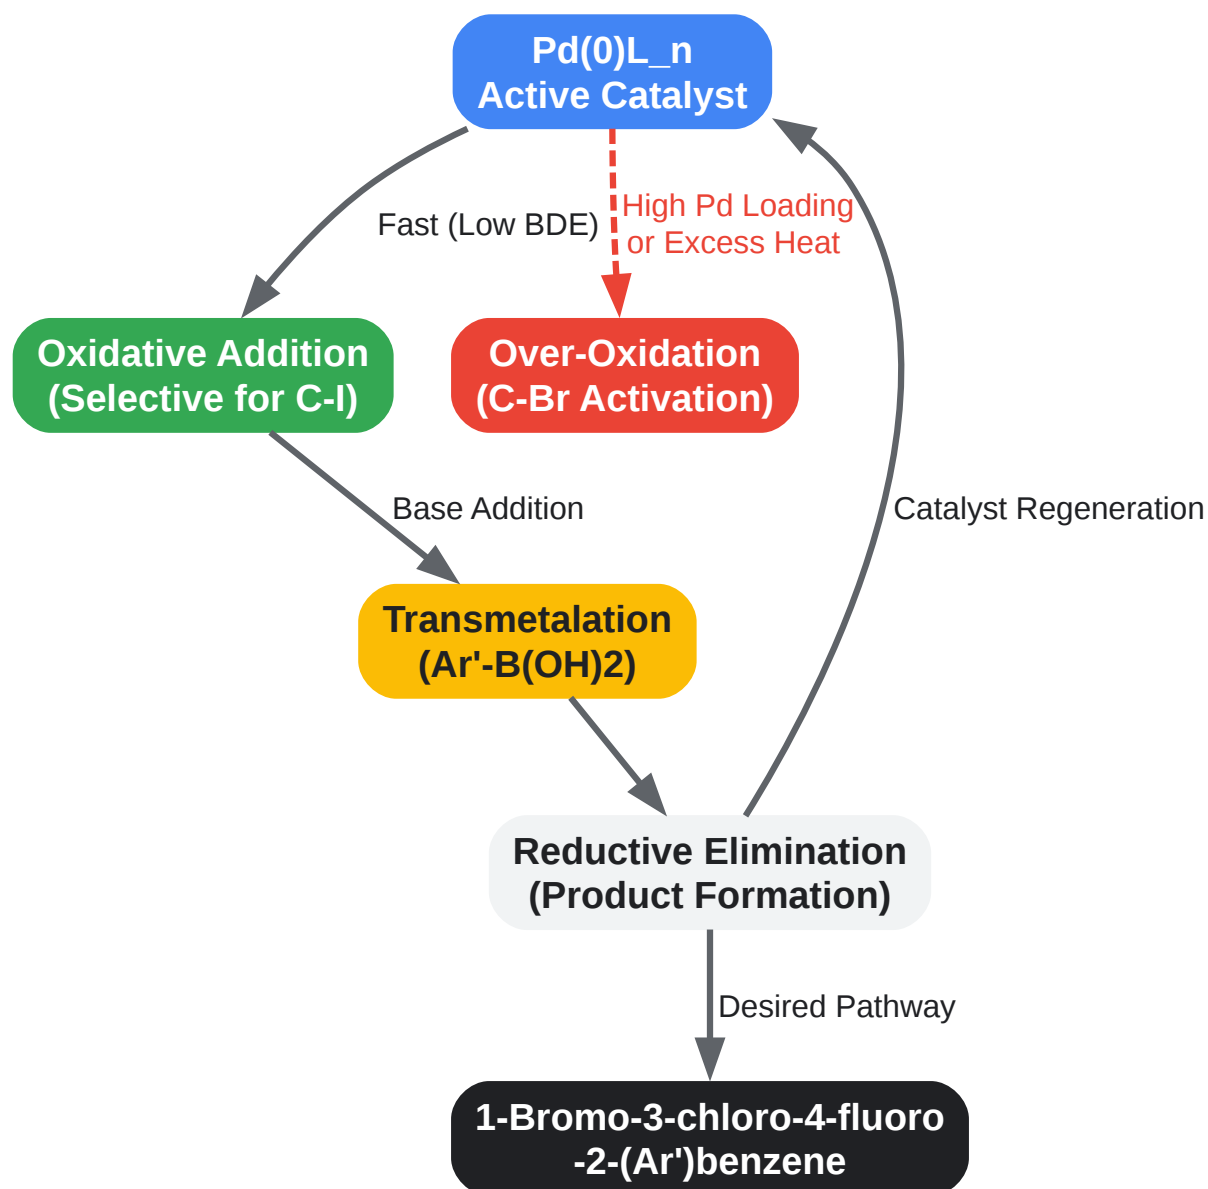 Pd(0)L_n
Active Catalyst
Fast (Low BDE)
High Pd Loading
or Excess Heat
Oxidative Addition
(Selective for C-I)
Over-Oxidation
(C-Br Activation)
Base Addition
Catalyst Regeneration
Transmetalation
(Ar'-B(OH)2)
Reductive Elimination
(Product Formation)
Desired Pathway
1-Bromo-3-chloro-4-fluoro
-2-(Ar')benzene